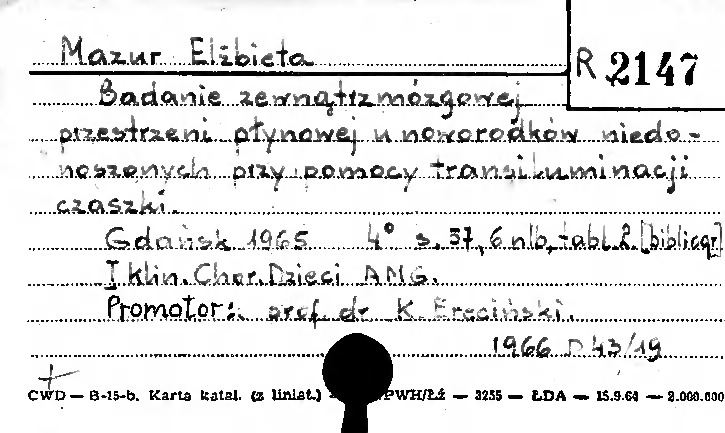 Mazur Elżbieta
R 2147
Badanie zewnątrzmózgowej
przestrzeni płynowej u noworodków niedo-
noszonych przy pomocy transiluminacji
czaszki.
Gdańsk 1965 4° s. 37, 6 nlb, tabl. 2. [bibliogr]
I Klin. Chor. Dzieci AMG.
Promotor: prof. dr K. Ereciński.
1966 D 43/19
CWD — B-15-b. Karta katal. (z liniat.) PWH/Łź — 3255 — ŁDA — 15.9.64 — 2.000.000